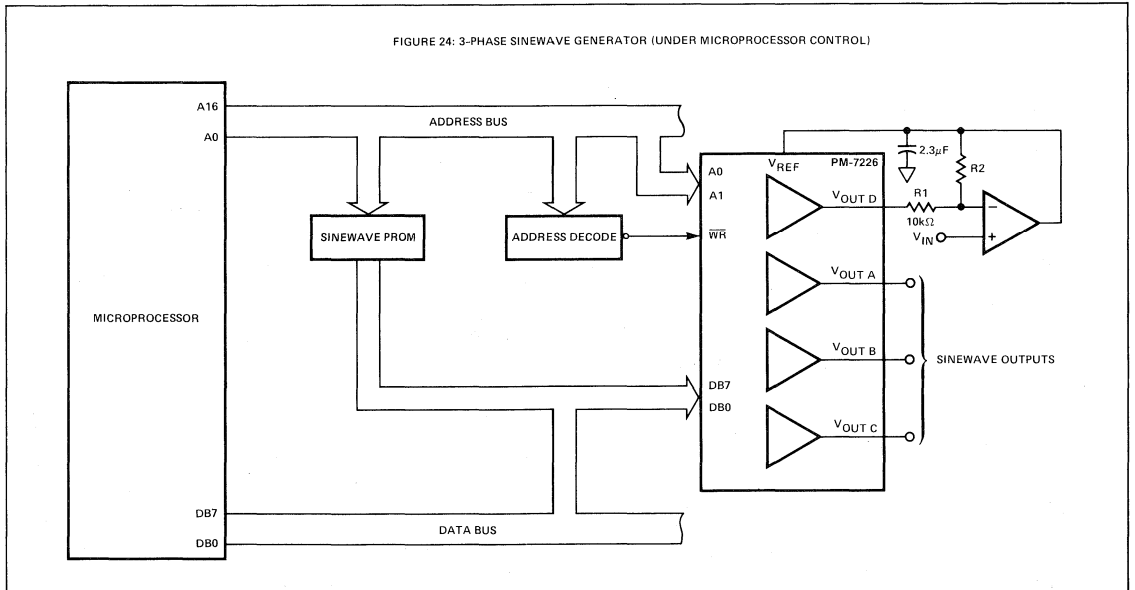 FIGURE 24: 3-PHASE SINEWAVE GENERATOR (UNDER MICROPROCESSOR CONTROL)
A16
ADDRESS BUS
A0
2.3µF
VREF
PM-7226
R2
A0
A1
VOUT D
R1
10kΩ
−
VIN
+
SINEWAVE PROM
ADDRESS DECODE
WR
VOUT A
MICROPROCESSOR
VOUT B
SINEWAVE OUTPUTS
DB7
DB0
VOUT C
DB7
DATA BUS
DB0